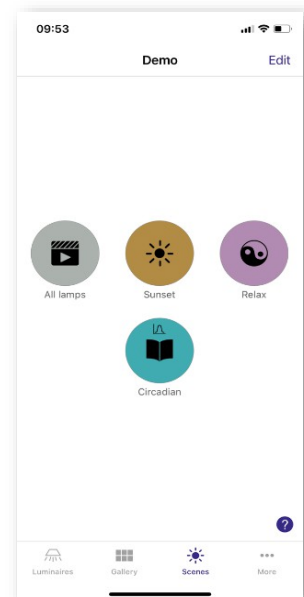 09:53
Demo Edit
All lamps Sunset Relax
Circadian
?
Luminaires Gallery Scenes More